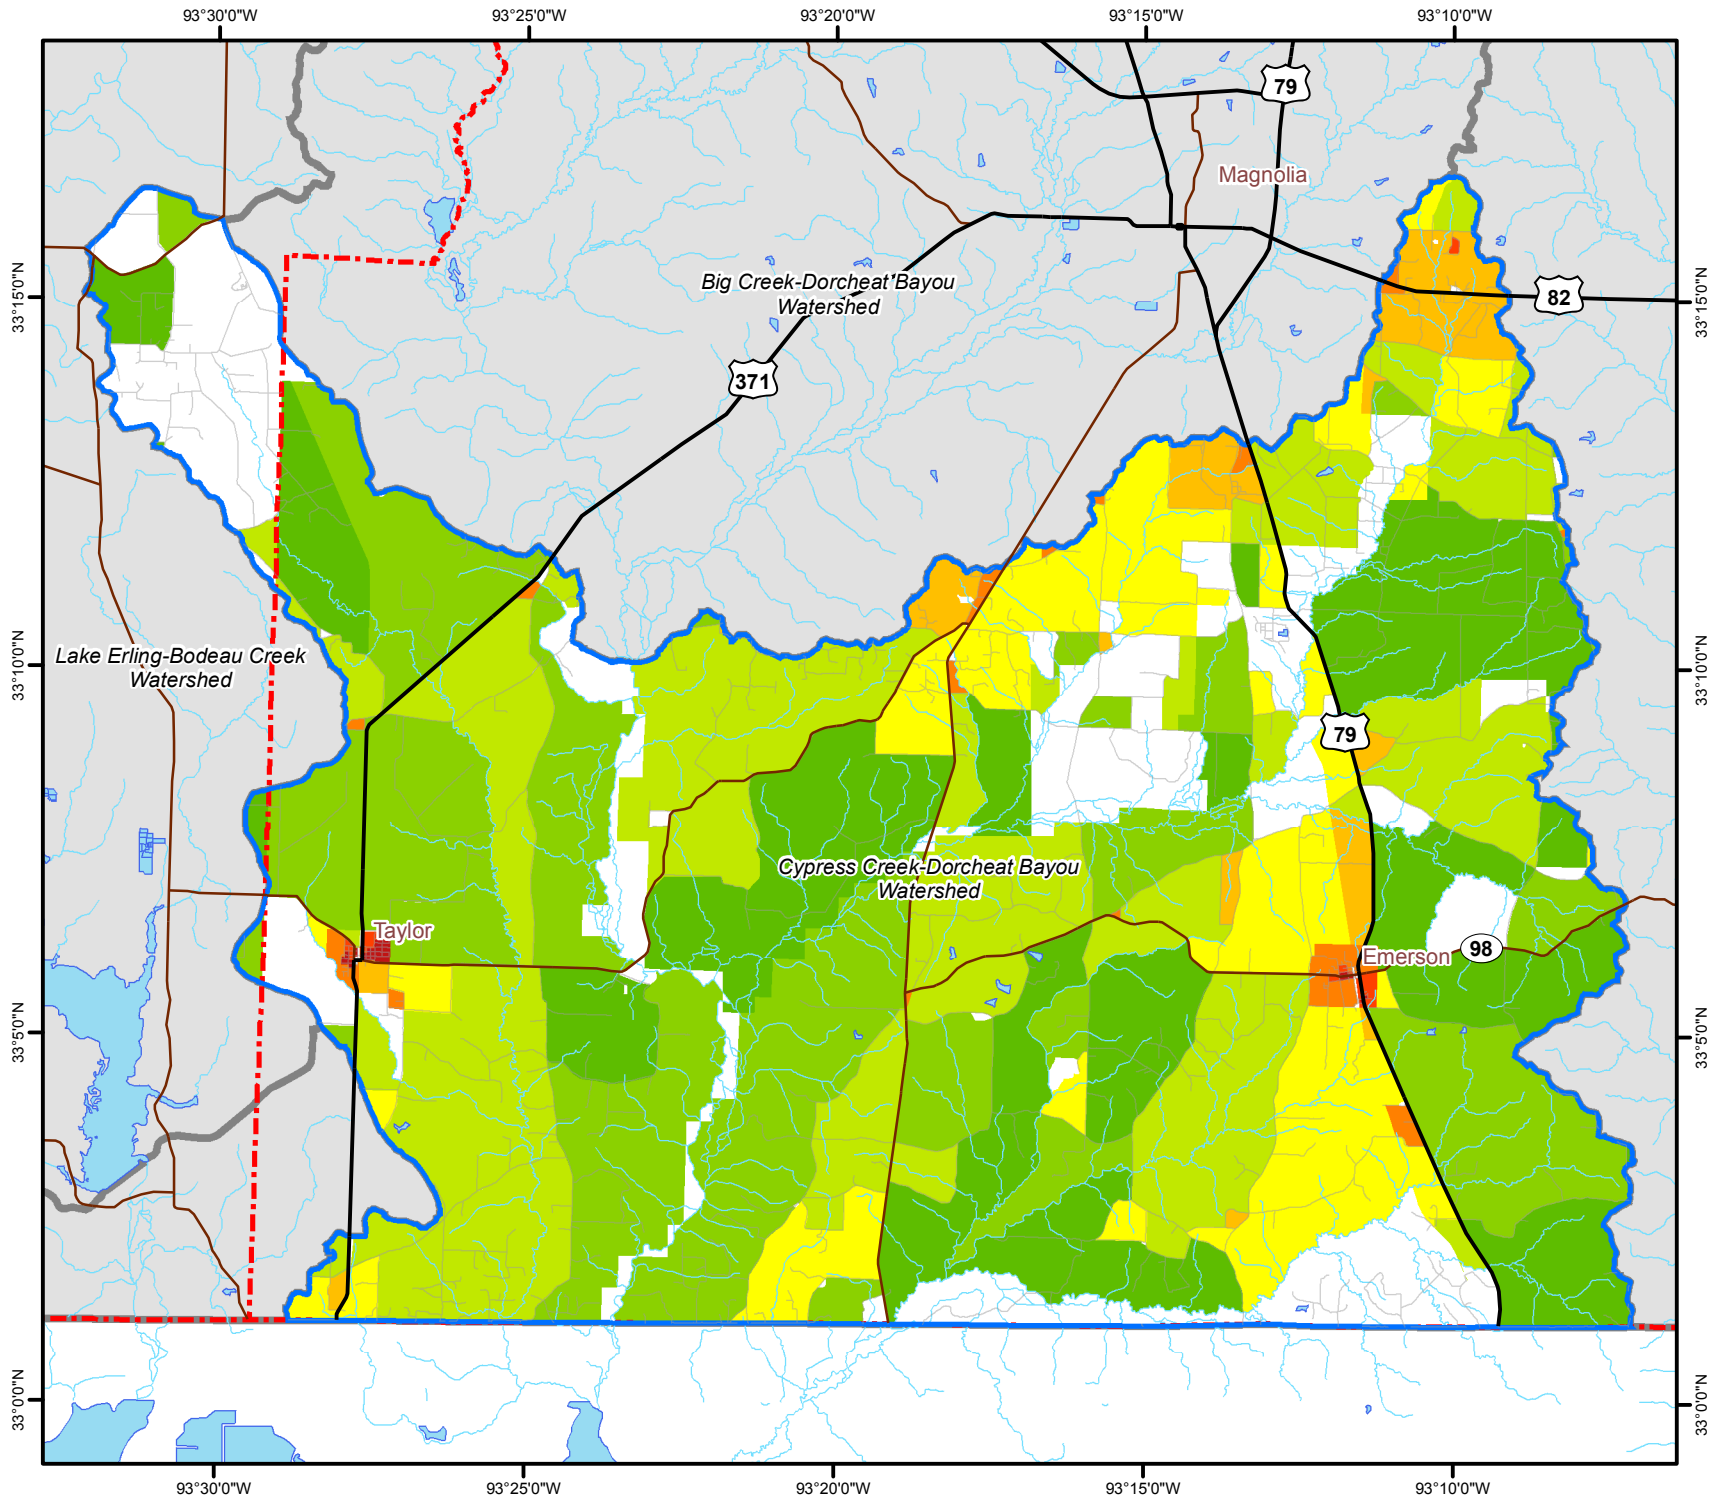 93°30'0"W
93°25'0"W
93°20'0"W
93°15'0"W
93°10'0"W
79
Magnolia
33°15'0"N
Big Creek-Dorcheat Bayou
Watershed
82
33°15'0"N
371
Lake Erling-Bodeau Creek
Watershed
33°10'0"N
33°10'0"N
79
Cypress Creek-Dorcheat Bayou
Watershed
Taylor
Emerson
98
33°5'0"N
33°5'0"N
33°0'0"N
33°0'0"N
93°30'0"W
93°25'0"W
93°20'0"W
93°15'0"W
93°10'0"W